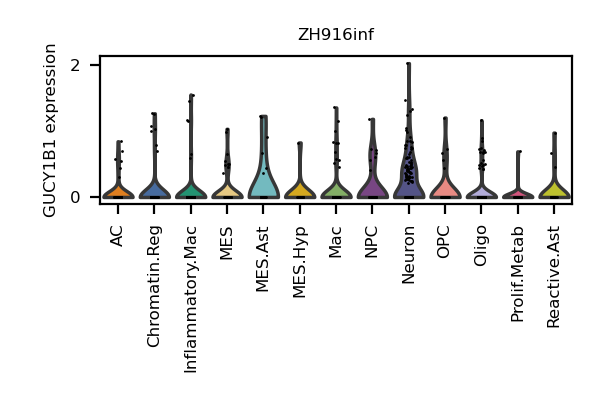 ZH916inf
GUCY1B1 expression
2
0
AC
Chromatin.Reg
Inflammatory.Mac
MES
MES.Ast
MES.Hyp
Mac
NPC
Neuron
OPC
Oligo
Prolif.Metab
Reactive.Ast